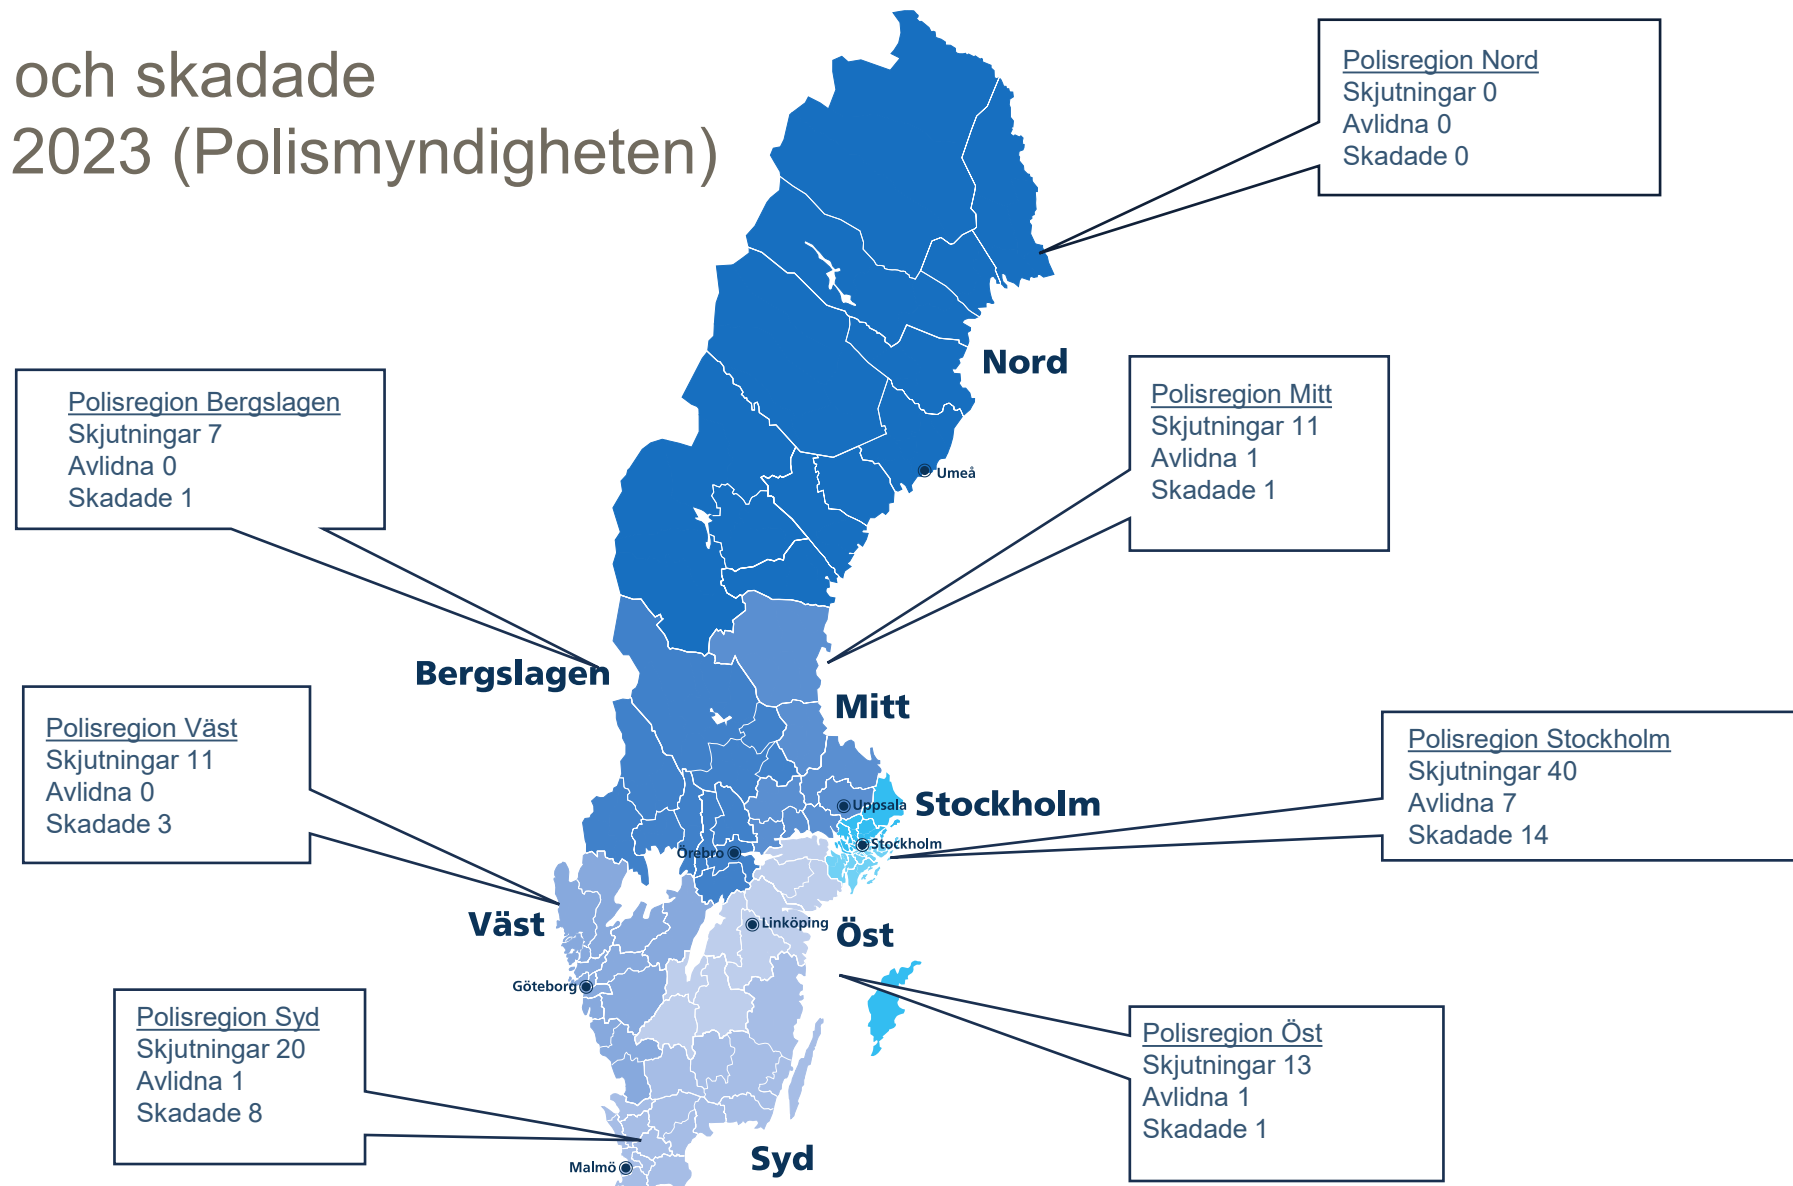 och skadade
2023 (Polismyndigheten)
Polisregion Nord
Skjutningar 0
Avlidna 0
Skadade 0
Nord
Polisregion Bergslagen
Skjutningar 7
Avlidna 0
Skadade 1
Polisregion Mitt
Skjutningar 11
Avlidna 1
Skadade 1
Umeå
Bergslagen
Mitt
Polisregion Väst
Skjutningar 11
Avlidna 0
Skadade 3
Polisregion Stockholm
Skjutningar 40
Avlidna 7
Skadade 14
Uppsala
Stockholm
Stockholm
Örebro
Väst
Linköping
Öst
Göteborg
Polisregion Syd
Skjutningar 20
Avlidna 1
Skadade 8
Polisregion Öst
Skjutningar 13
Avlidna 1
Skadade 1
Malmö
Syd